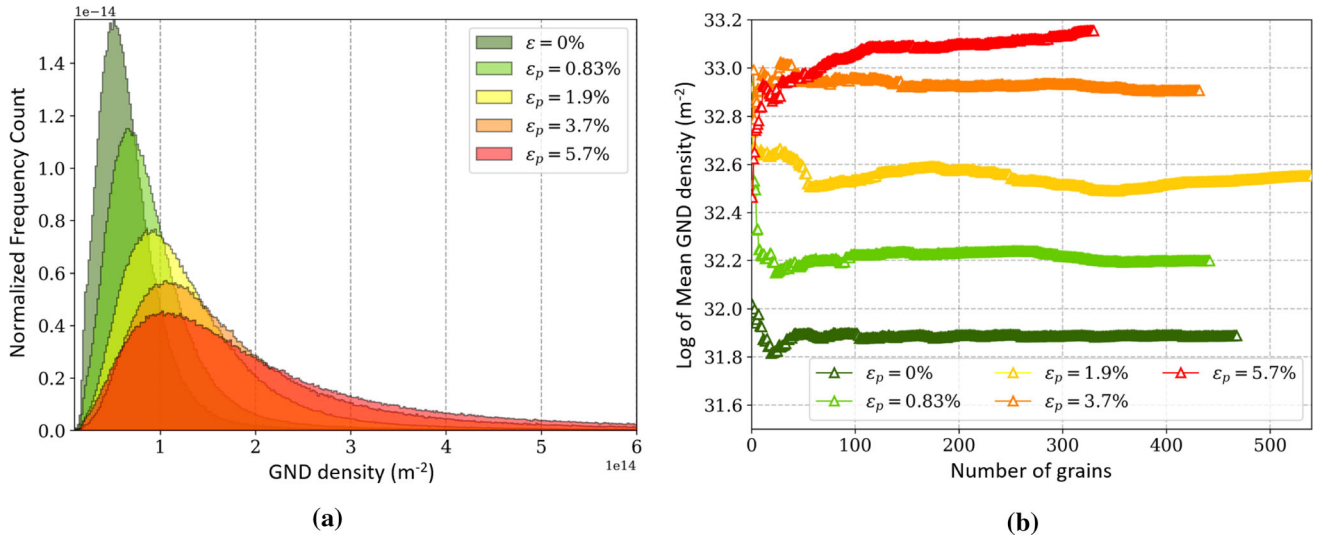 1e−14
1.4
1.2
1.0
0.8
0.6
0.4
0.2
0.0
Normalized Frequency Count
ε = 0%
εp = 0.83%
εp = 1.9%
εp = 3.7%
εp = 5.7%
1 2 3 4 5 6
1e14
GND density (m-2)
(a)
33.2
33.0
32.8
32.6
32.4
32.2
32.0
31.8
31.6
Log of Mean GND density (m-2)
εp = 0% εp = 1.9% εp = 5.7%
εp = 0.83% εp = 3.7%
0 100 200 300 400 500
Number of grains
(b)